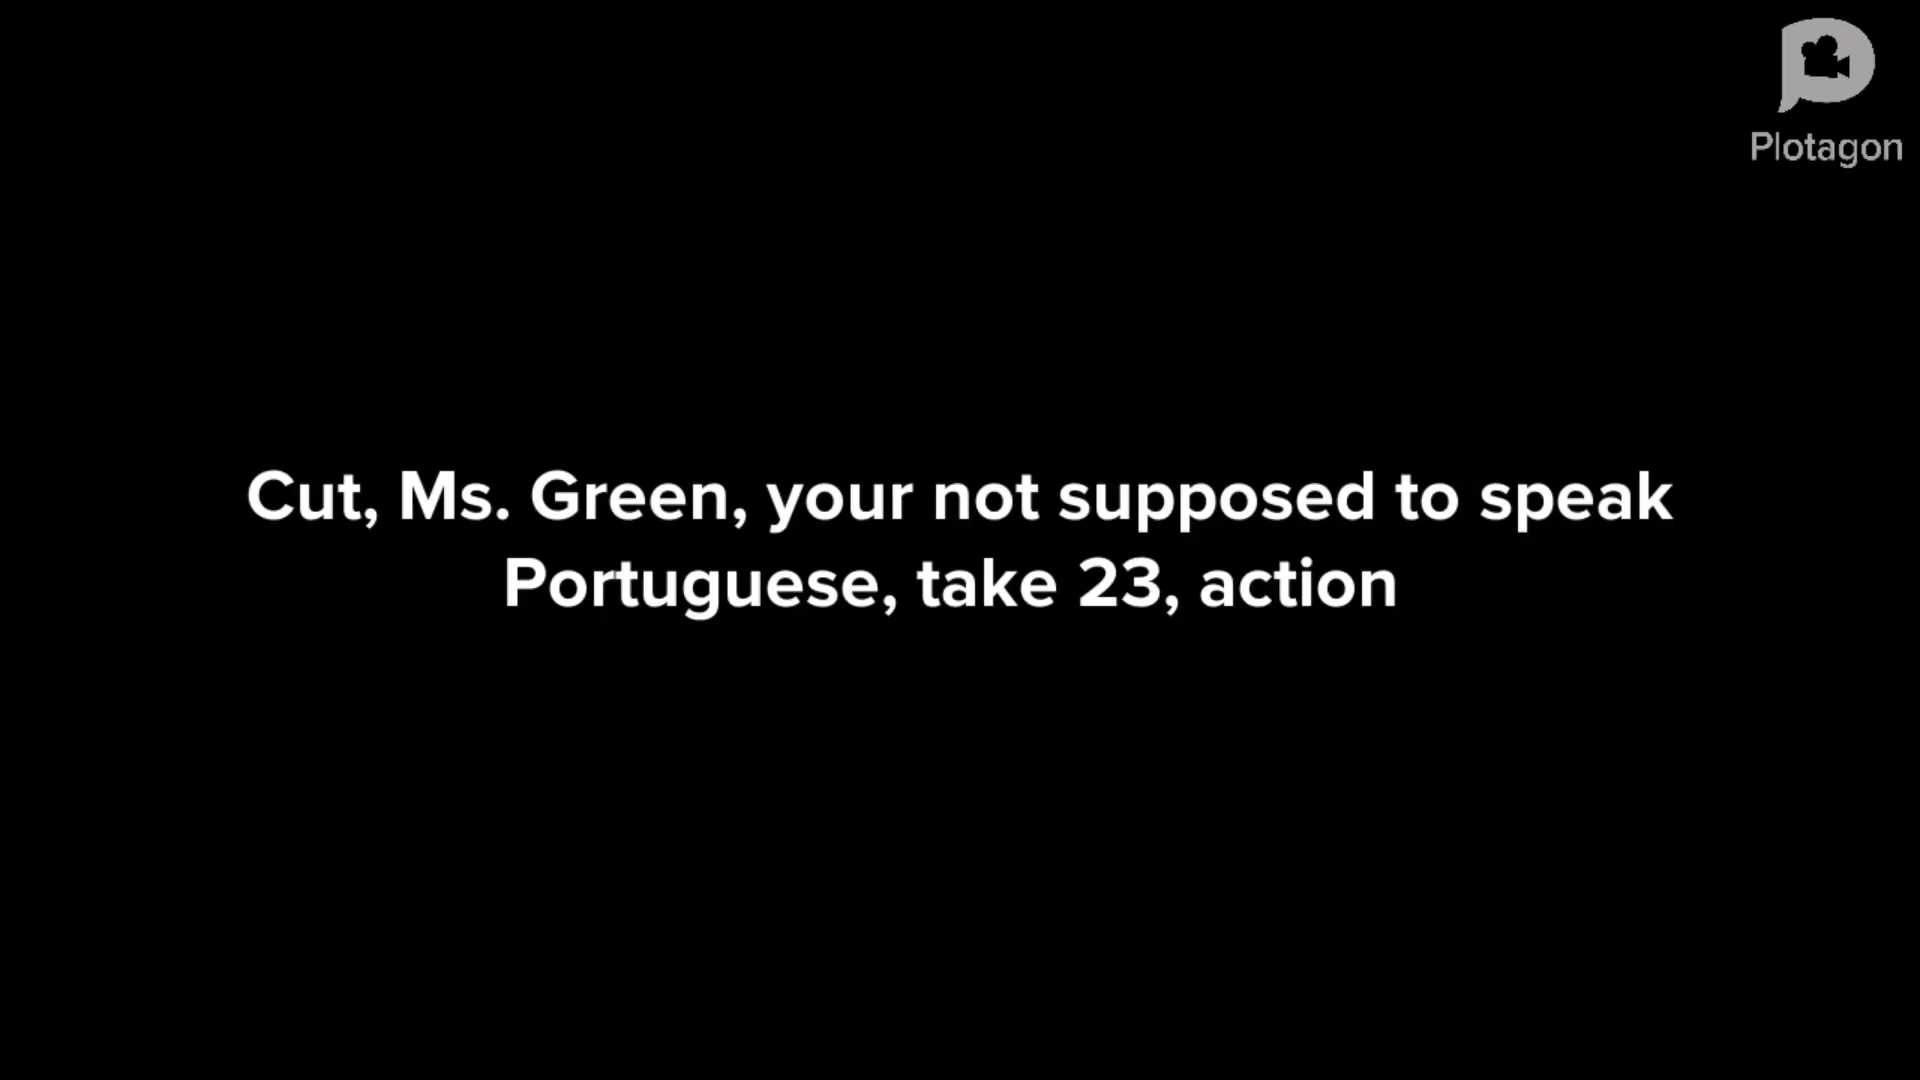 Plotagon
Cut, Ms. Green, your not supposed to speak
Portuguese, take 23, action